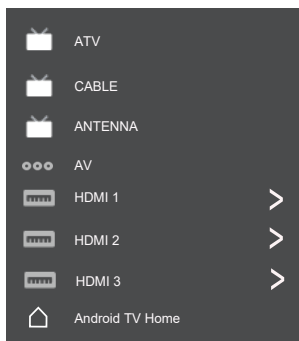 ATV
CABLE
ANTENNA
AV
HDMI 1
HDMI 2
HDMI 3
Android TV Home